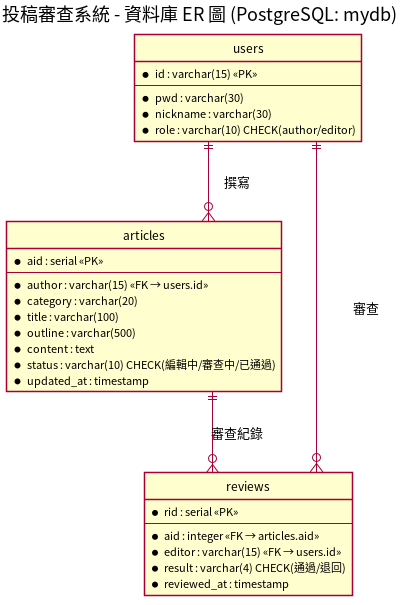 投稿審查系統 - 資料庫 ER 圖 (PostgreSQL: mydb)
users
id : varchar(15) «PK»
pwd : varchar(30)
nickname : varchar(30)
role : varchar(10) CHECK(author/editor)
撰寫
articles
aid : serial «PK»
author : varchar(15) «FK → users.id»
category : varchar(20)
title : varchar(100)
outline : varchar(500)
content : text
status : varchar(10) CHECK(編輯中/審查中/已通過)
updated_at : timestamp
審查
審查紀錄
reviews
rid : serial «PK»
aid : integer «FK → articles.aid»
editor : varchar(15) «FK → users.id»
result : varchar(4) CHECK(通過/退回)
reviewed_at : timestamp